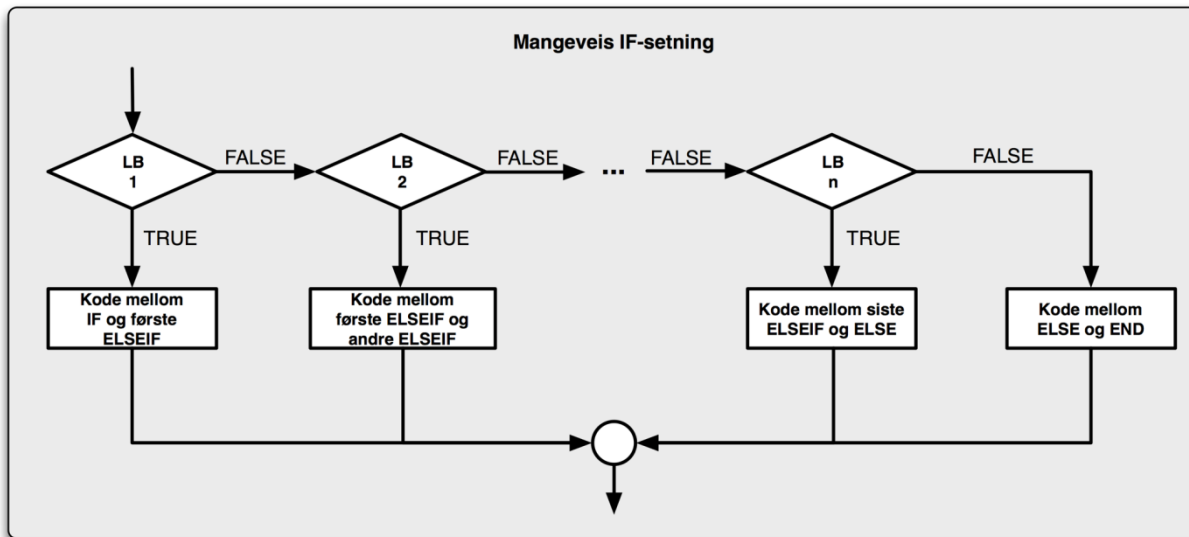 Mangeveis IF-setning
LB
1
FALSE
LB
2
FALSE
...
FALSE
LB
n
FALSE
TRUE
TRUE
TRUE
Kode mellom
IF og første
ELSEIF
Kode mellom
første ELSEIF og
andre ELSEIF
Kode mellom siste
ELSEIF og ELSE
Kode mellom
ELSE og END